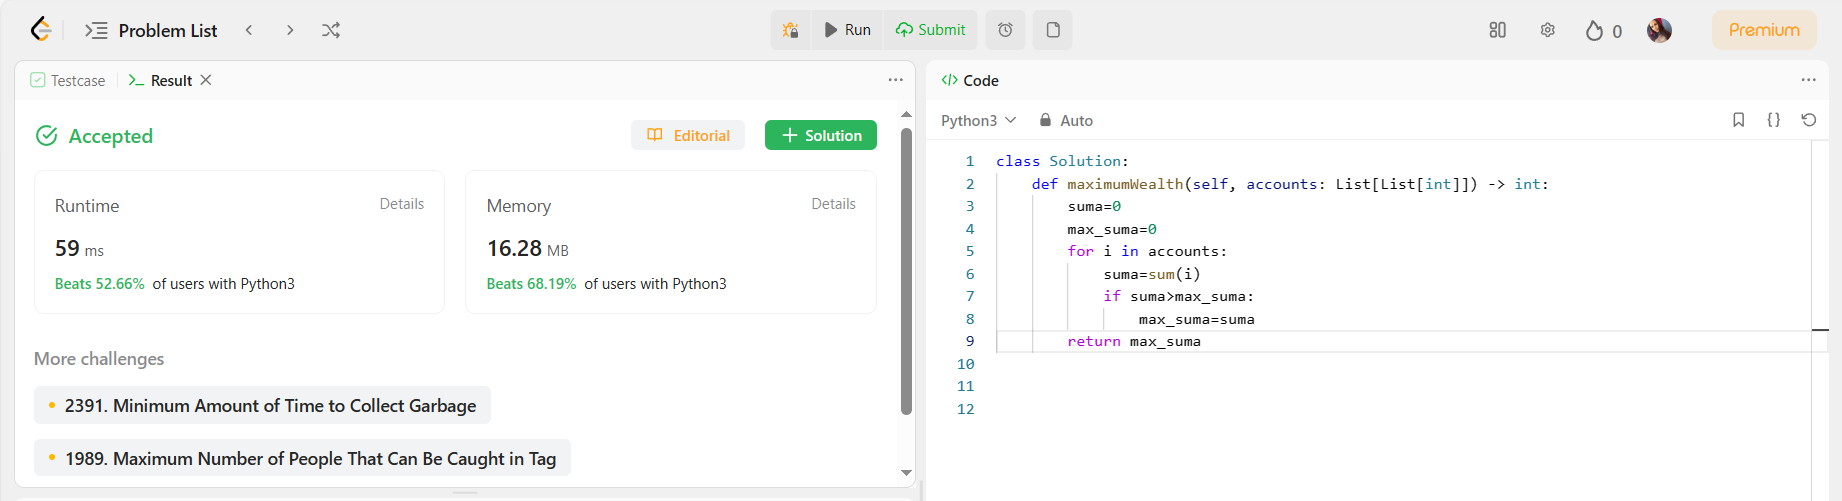 Problem List
Run
Submit
0
Premium
Testcase
Result
Accepted
Editorial
Solution
Runtime
Details
59 ms
Beats 52.66% of users with Python3
Memory
Details
16.28 MB
Beats 68.19% of users with Python3
More challenges
2391. Minimum Amount of Time to Collect Garbage
1989. Maximum Number of People That Can Be Caught in Tag
</> Code
Python3
Auto
{}
1 class Solution:
2     def maximumWealth(self, accounts: List[List[int]]) -> int:
3         suma=0
4         max_suma=0
5         for i in accounts:
6             suma=sum(i)
7             if suma>max_suma:
8                 max_suma=suma
9         return max_suma
10
11
12